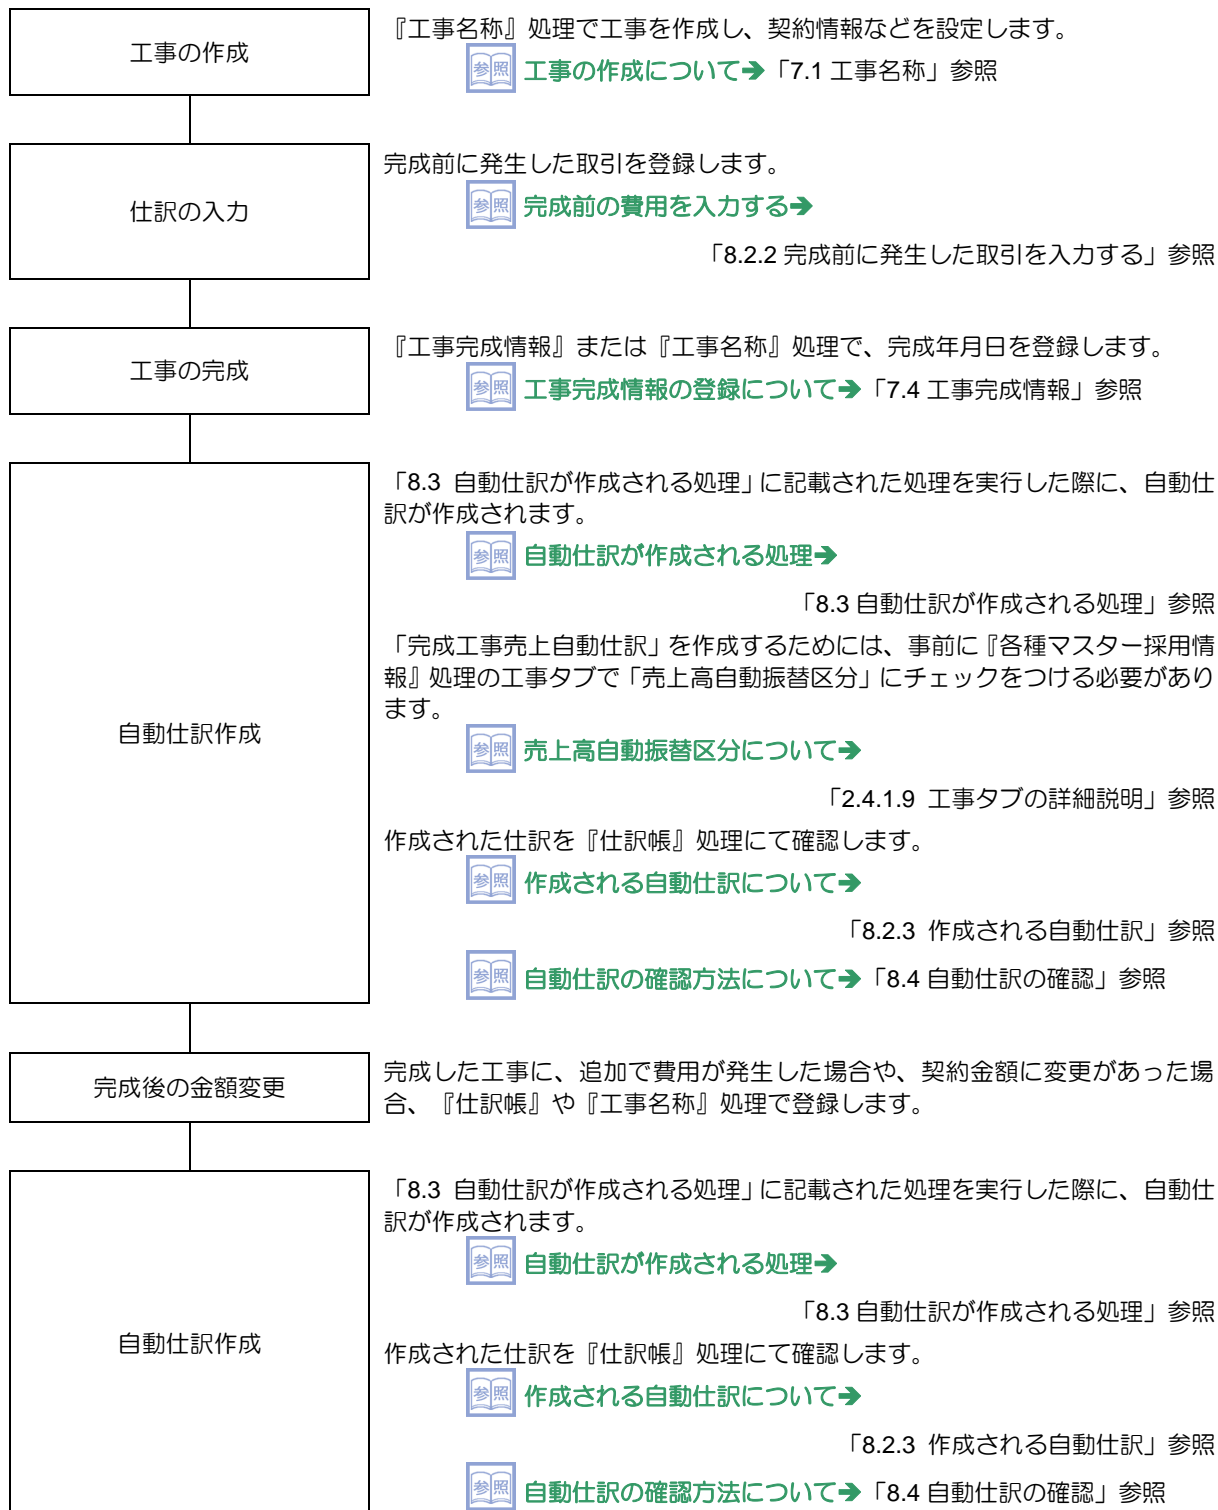 工事の作成
『工事名称』処理で工事を作成し、契約情報などを設定します。
参照 工事の作成について➔「7.1 工事名称」参照
仕訳の入力
完成前に発生した取引を登録します。
参照 完成前の費用を入力する➔
「8.2.2 完成前に発生した取引を入力する」参照
工事の完成
『工事完成情報』または『工事名称』処理で、完成年月日を登録します。
参照 工事完成情報の登録について➔「7.4 工事完成情報」参照
自動仕訳作成
「8.3 自動仕訳が作成される処理」に記載された処理を実行した際に、自動仕
訳が作成されます。
参照 自動仕訳が作成される処理➔
「8.3 自動仕訳が作成される処理」参照
「完成工事売上自動仕訳」を作成するためには、事前に『各種マスター採用情
報』処理の工事タブで「売上高自動振替区分」にチェックをつける必要があり
ます。
参照 売上高自動振替区分について➔
「2.4.1.9 工事タブの詳細説明」参照
作成された仕訳を『仕訳帳』処理にて確認します。
参照 作成される自動仕訳について➔
「8.2.3 作成される自動仕訳」参照
参照 自動仕訳の確認方法について➔「8.4 自動仕訳の確認」参照
完成後の金額変更
完成した工事に、追加で費用が発生した場合や、契約金額に変更があった場
合、『仕訳帳』や『工事名称』処理で登録します。
自動仕訳作成
「8.3 自動仕訳が作成される処理」に記載された処理を実行した際に、自動仕
訳が作成されます。
参照 自動仕訳が作成される処理➔
「8.3 自動仕訳が作成される処理」参照
作成された仕訳を『仕訳帳』処理にて確認します。
参照 作成される自動仕訳について➔
「8.2.3 作成される自動仕訳」参照
参照 自動仕訳の確認方法について➔「8.4 自動仕訳の確認」参照